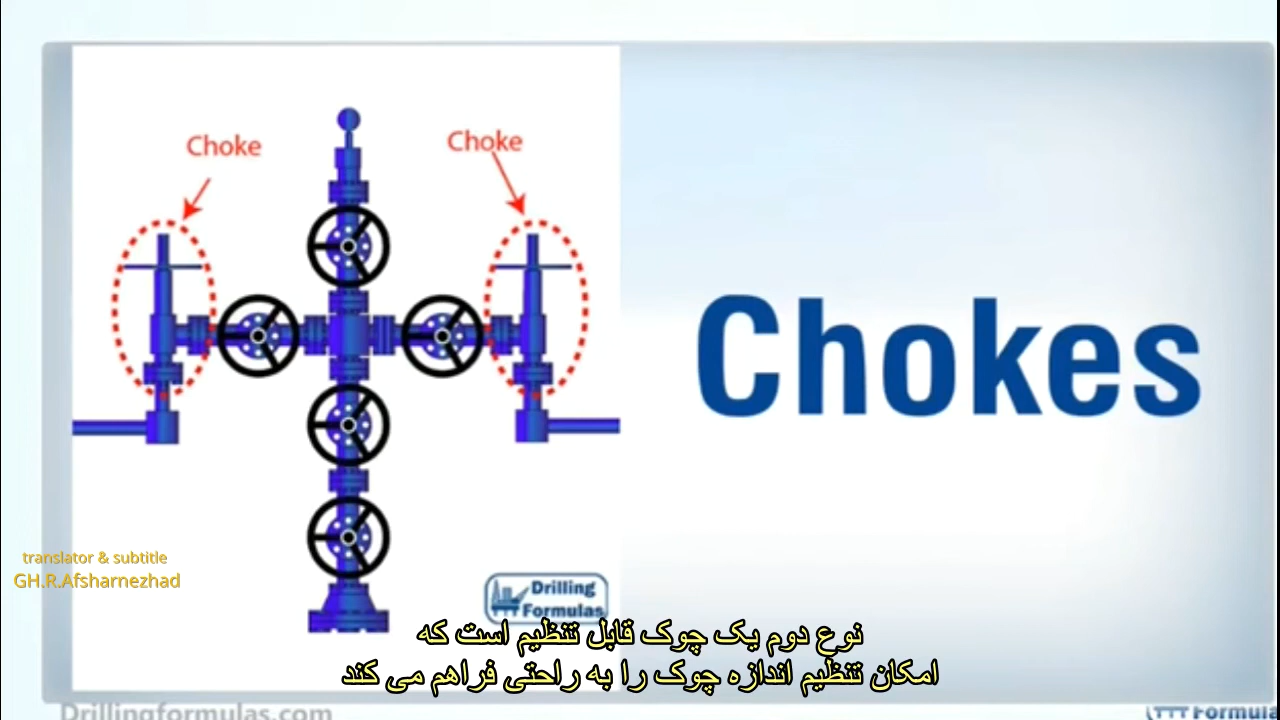 Choke
Choke
Chokes
translator & subtitle
GH.R.Afsharnezhad
Drilling
Formulas
نوع دوم یک چوک قابل تنظیم است که
امکان تنظیم اندازه چوک را به راحتی فراهم می کند
Drillingformulas.com